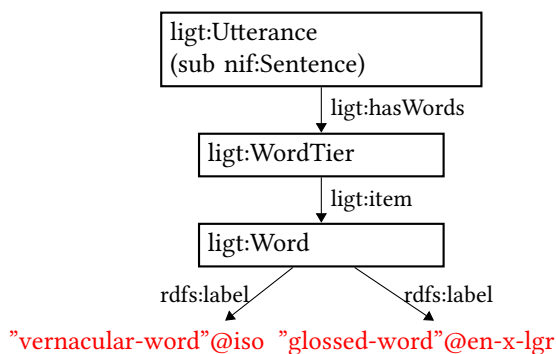 ligt:Utterance
(sub nif:Sentence)
ligt:hasWords
ligt:WordTier
ligt:item
ligt:Word
rdfs:label rdfs:label
”vernacular-word”@iso ”glossed-word”@en-x-lgr